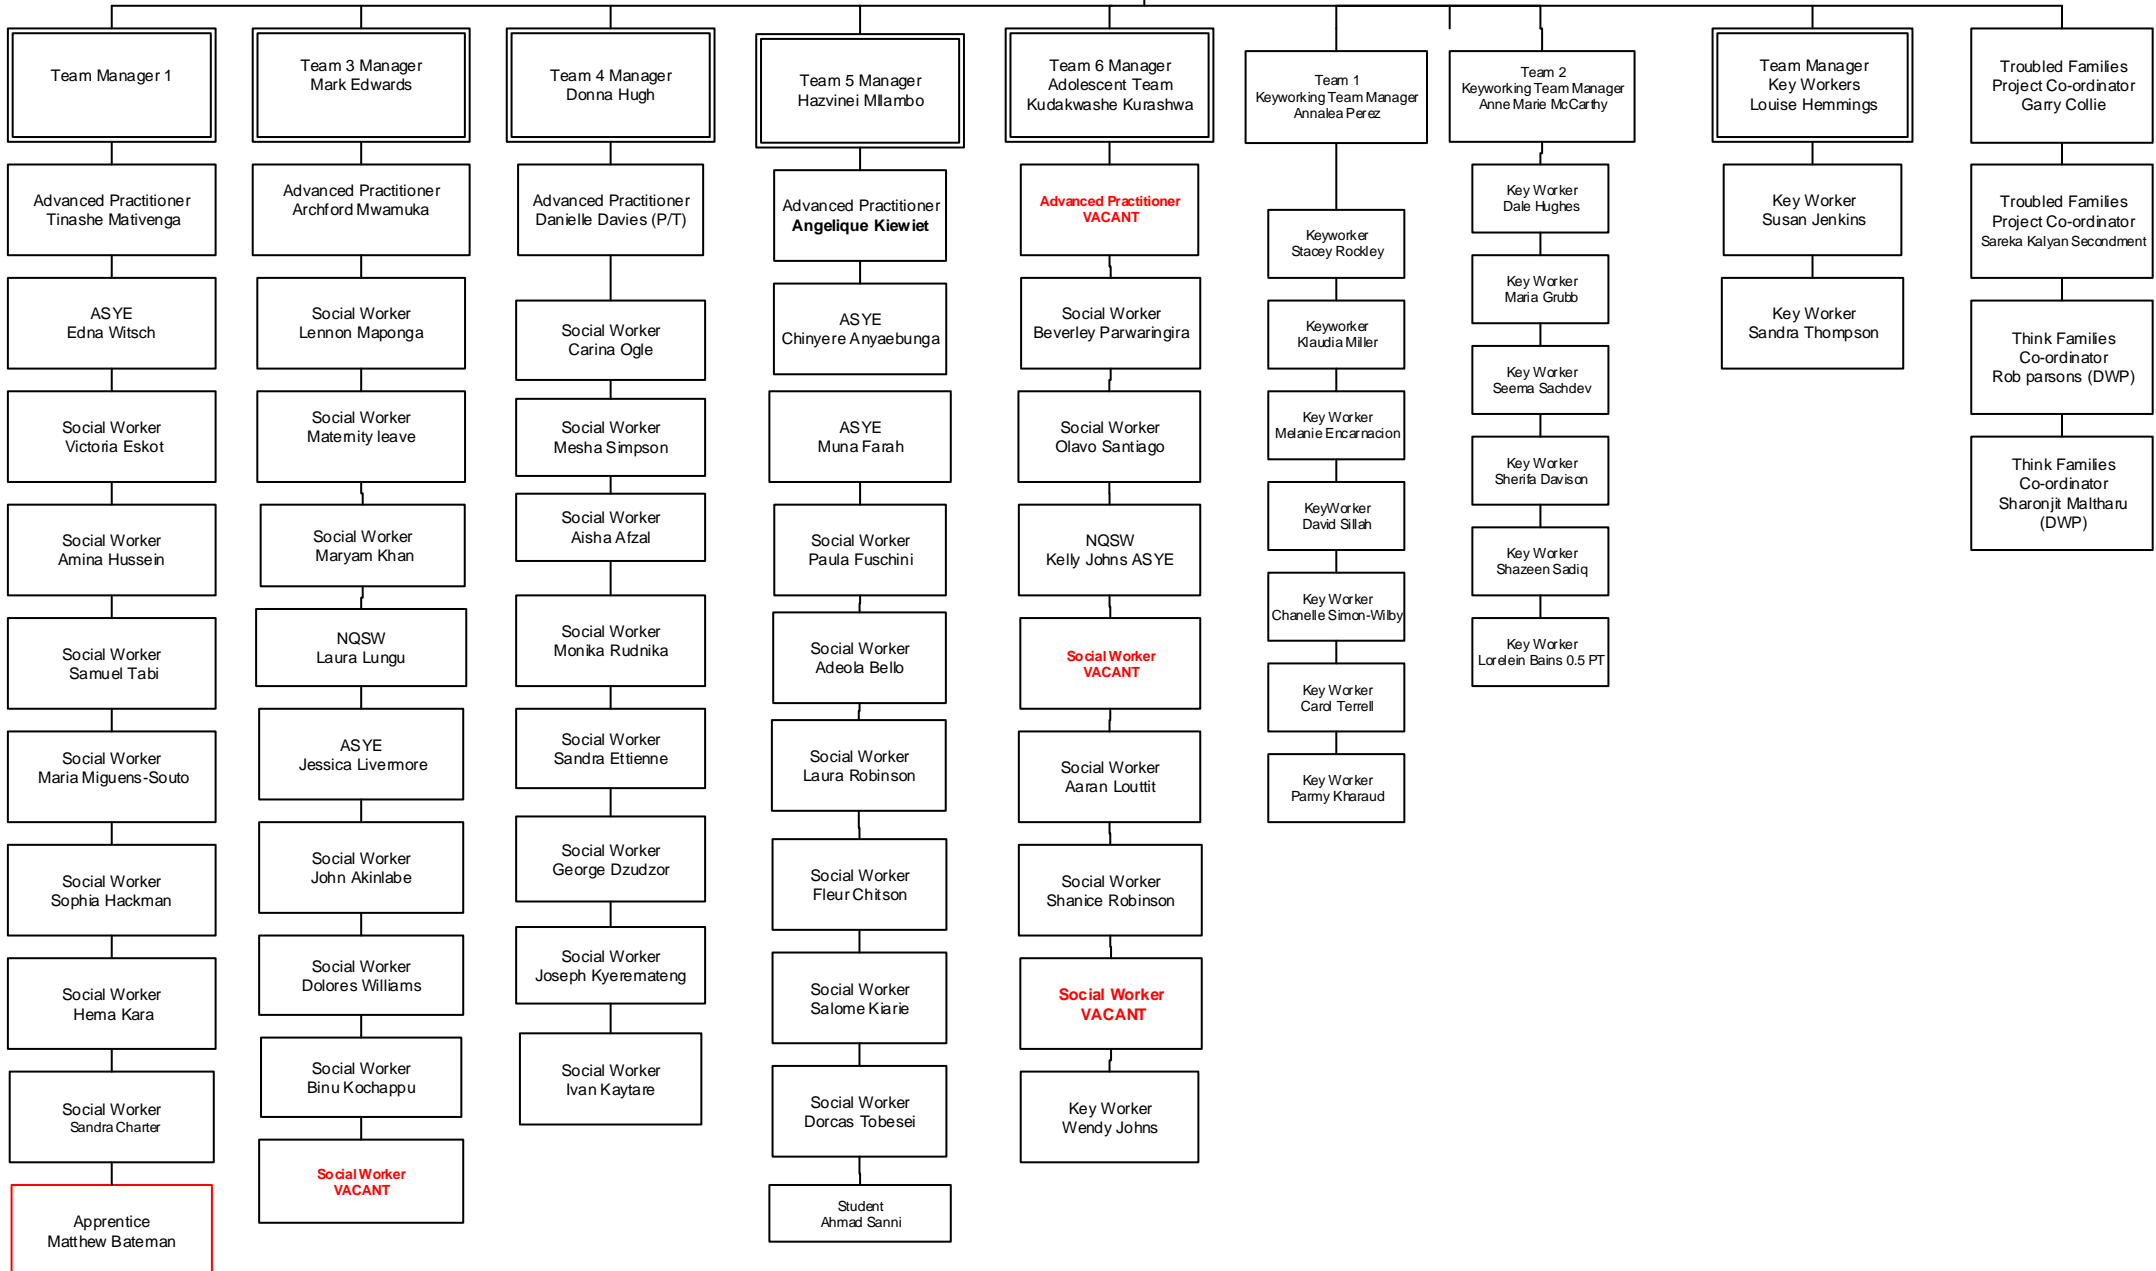 Team Manager 1
Advanced Practitioner
Tinashe Mativenga
ASYE
Edna Witsch
Social Worker
Victoria Eskot
Social Worker
Amina Hussein
Social Worker
Samuel Tabi
Social Worker
Maria Miguens-Souto
Social Worker
Sophia Hackman
Social Worker
Hema Kara
Social Worker
Sandra Charter
Apprentice
Matthew Bateman
Team 3 Manager
Mark Edwards
Advanced Practitioner
Archford Mwamuka
Social Worker
Lennon Maponga
Social Worker
Maternity leave
Social Worker
Maryam Khan
NQSW
Laura Lungu
ASYE
Jessica Livermore
Social Worker
John Akinlabe
Social Worker
Dolores Williams
Social Worker
Binu Kochappu
Social Worker
VACANT
Team 4 Manager
Donna Hugh
Advanced Practitioner
Danielle Davies (P/T)
Social Worker
Carina Ogle
Social Worker
Mesha Simpson
Social Worker
Aisha Afzal
Social Worker
Monika Rudnika
Social Worker
Sandra Ettienne
Social Worker
George Dzudzor
Social Worker
Joseph Kyeremateng
Social Worker
Ivan Kaytare
Team 5 Manager
Hazvinei Mllambo
Advanced Practitioner
Angelique Kiewiet
ASYE
Chinyere Anyaebunga
ASYE
Muna Farah
Social Worker
Paula Fuschini
Social Worker
Adeola Bello
Social Worker
Laura Robinson
Social Worker
Fleur Chitson
Social Worker
Salome Kiarie
Social Worker
Dorcas Tobesei
Student
Ahmad Sanni
Team 6 Manager
Adolescent Team
Kudakwashe Kurashwa
Advanced Practitioner
VACANT
Social Worker
Beverley Parwaringira
Social Worker
Olavo Santiago
NQSW
Kelly Johns ASYE
Social Worker
VACANT
Social Worker
Aaran Louttit
Social Worker
Shanice Robinson
Social Worker
VACANT
Key Worker
Wendy Johns
Team 1
Keyworking Team Manager
Annalea Perez
Keyworker
Stacey Rockley
Keyworker
Klaudia Miller
Key Worker
Melanie Encarnacion
KeyWorker
David Sillah
Key Worker
Chanelle Simon-Wilby
Key Worker
Carol Terrell
Key Worker
Parmy Kharaud
Team 2
Keyworking Team Manager
Anne Marie McCarthy
Key Worker
Dale Hughes
Key Worker
Maria Grubb
Key Worker
Seema Sachdev
Key Worker
Sherifa Davison
Key Worker
Shazeen Sadiq
Key Worker
Lorelein Bains 0.5 PT
Team Manager
Key Workers
Louise Hemmings
Key Worker
Susan Jenkins
Key Worker
Sandra Thompson
Troubled Families
Project Co-ordinator
Garry Collie
Troubled Families
Project Co-ordinator
Sareka Kalyan Secondment
Think Families
Co-ordinator
Rob parsons (DWP)
Think Families
Co-ordinator
Sharonjit Maltharu
(DWP)